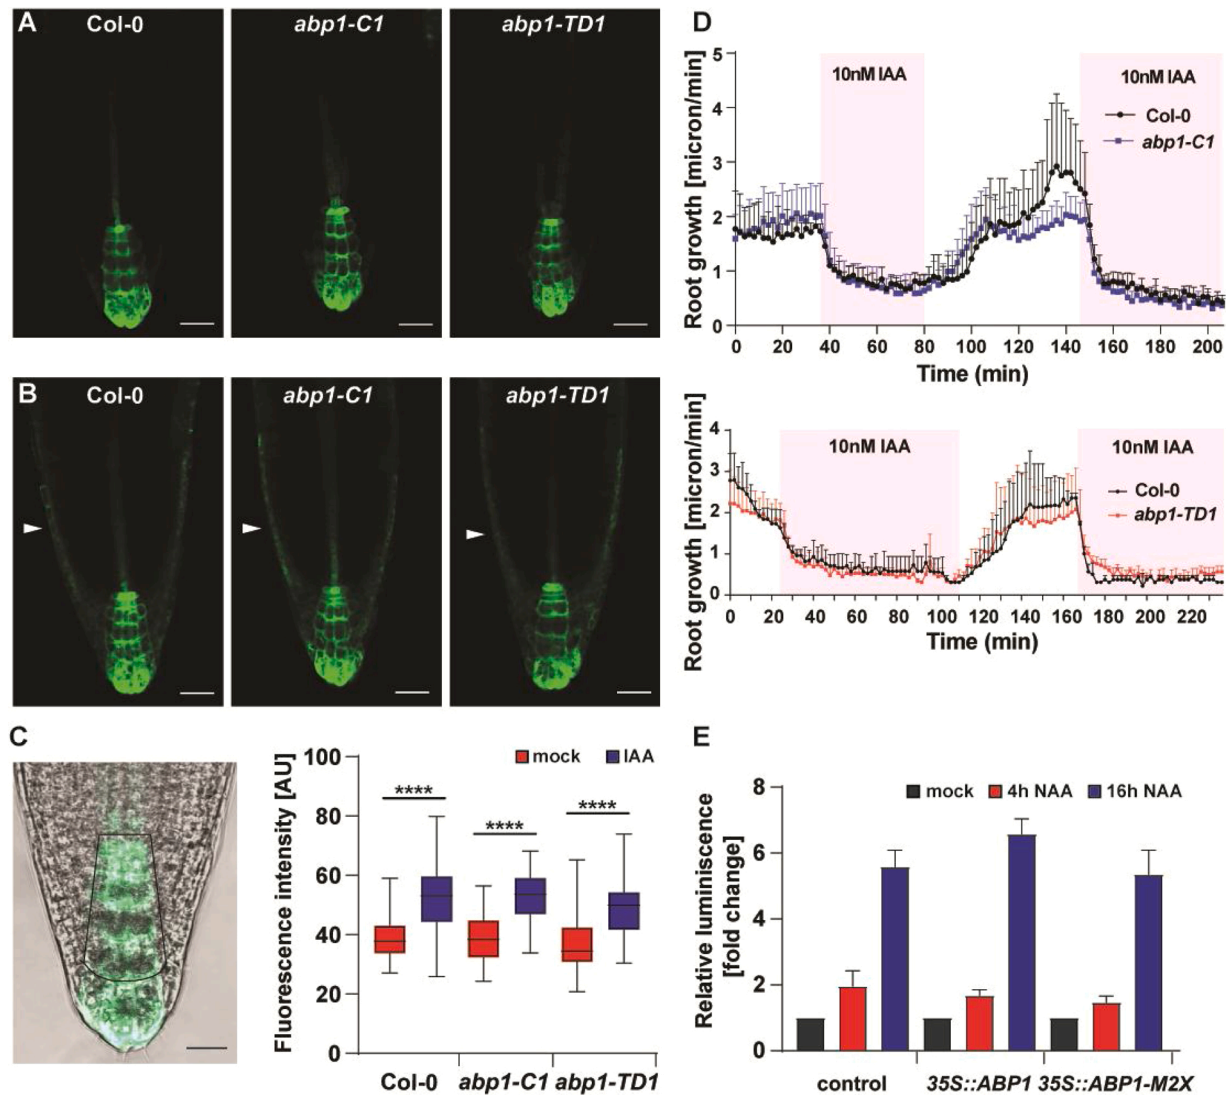 A
Col-0
abp1-C1
abp1-TD1
B
Col-0
abp1-C1
abp1-TD1
C
Fluorescence intensity [AU]
100
80
60
40
20
0
mock
IAA
****
****
****
Col-0
abp1-C1
abp1-TD1
D
Root growth [micron/min]
5
4
3
2
1
0
10nM IAA
10nM IAA
Col-0
abp1-C1
0
20
40
60
80
100
120
140
160
180
200
Time (min)
Root growth [micron/min]
4
3
2
1
0
10nM IAA
10nM IAA
Col-0
abp1-TD1
0
20
40
60
80
100
120
140
160
180
200
220
Time (min)
E
Relative luminiscence
[fold change]
8
6
4
2
0
mock
4h NAA
16h NAA
control
35S::ABP1
35S::ABP1-M2X